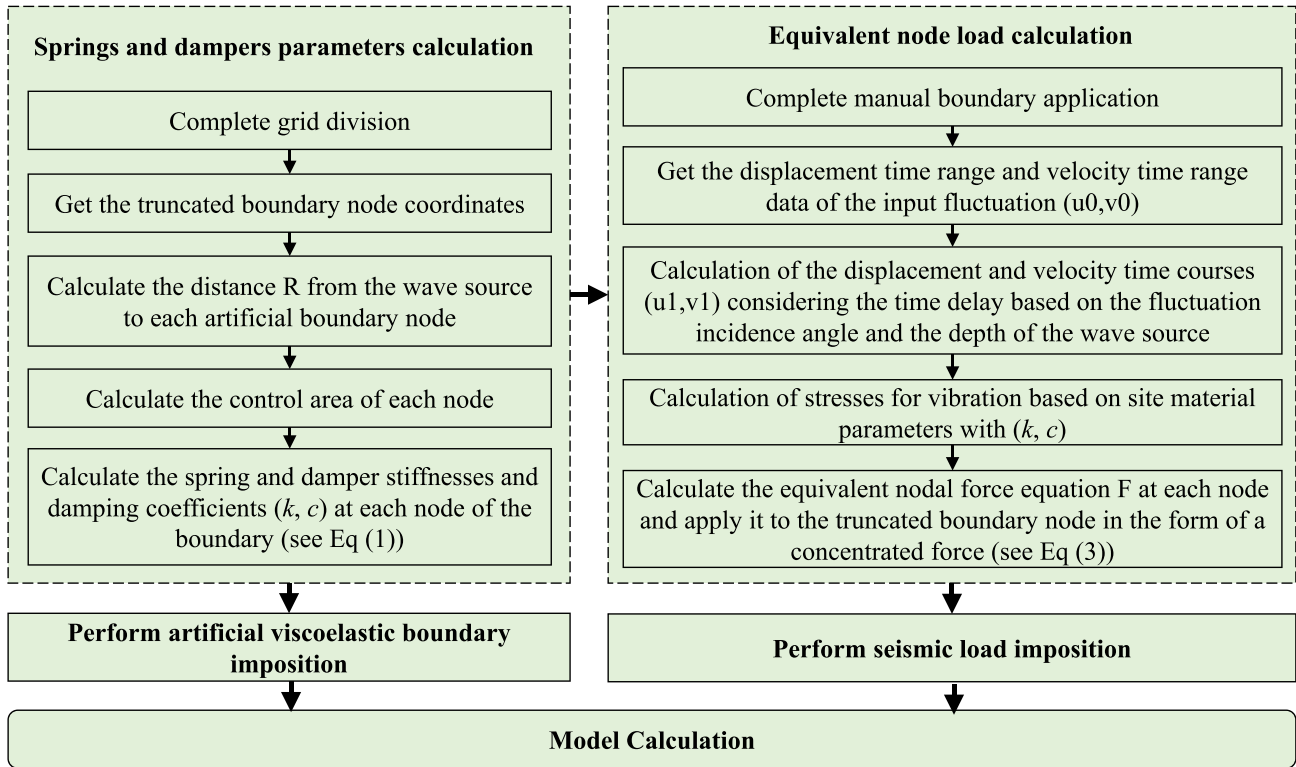 Springs and dampers parameters calculation
Complete grid division
Get the truncated boundary node coordinates
Calculate the distance R from the wave source
to each artificial boundary node
Calculate the control area of each node
Calculate the spring and damper stiffnesses and
damping coefficients (k, c) at each node of the
boundary (see Eq (1))
Perform artificial viscoelastic boundary
imposition
Equivalent node load calculation
Complete manual boundary application
Get the displacement time range and velocity time range
data of the input fluctuation (u0,v0)
Calculation of the displacement and velocity time courses
(u1,v1) considering the time delay based on the fluctuation
incidence angle and the depth of the wave source
Calculation of stresses for vibration based on site material
parameters with (k, c)
Calculate the equivalent nodal force equation F at each node
and apply it to the truncated boundary node in the form of a
concentrated force (see Eq (3))
Perform seismic load imposition
Model Calculation